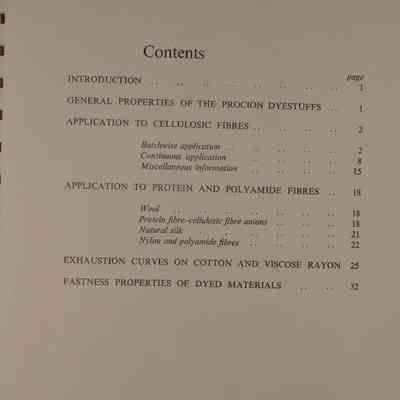 Contents
page
INTRODUCTION .. .. .. .. .. .. .. .. 1
GENERAL PROPERTIES OF THE PROCION DYESTUFFS .. 1
APPLICATION TO CELLULOSIC FIBRES .. .. .. .. 2
Batchwise application .. .. .. .. .. 2
Continuous application .. .. .. .. 8
Miscellaneous information .. .. .. .. 15
APPLICATION TO PROTEIN AND POLYAMIDE FIBRES .. 18
Wool .. .. .. .. .. .. .. 18
Protein fibre-cellulosic fibre unions .. .. .. 18
Natural silk .. .. .. .. .. .. 21
Nylon and polyamide fibres .. .. .. .. 22
EXHAUSTION CURVES ON COTTON AND VISCOSE RAYON 25
FASTNESS PROPERTIES OF DYED MATERIALS .. .. 32